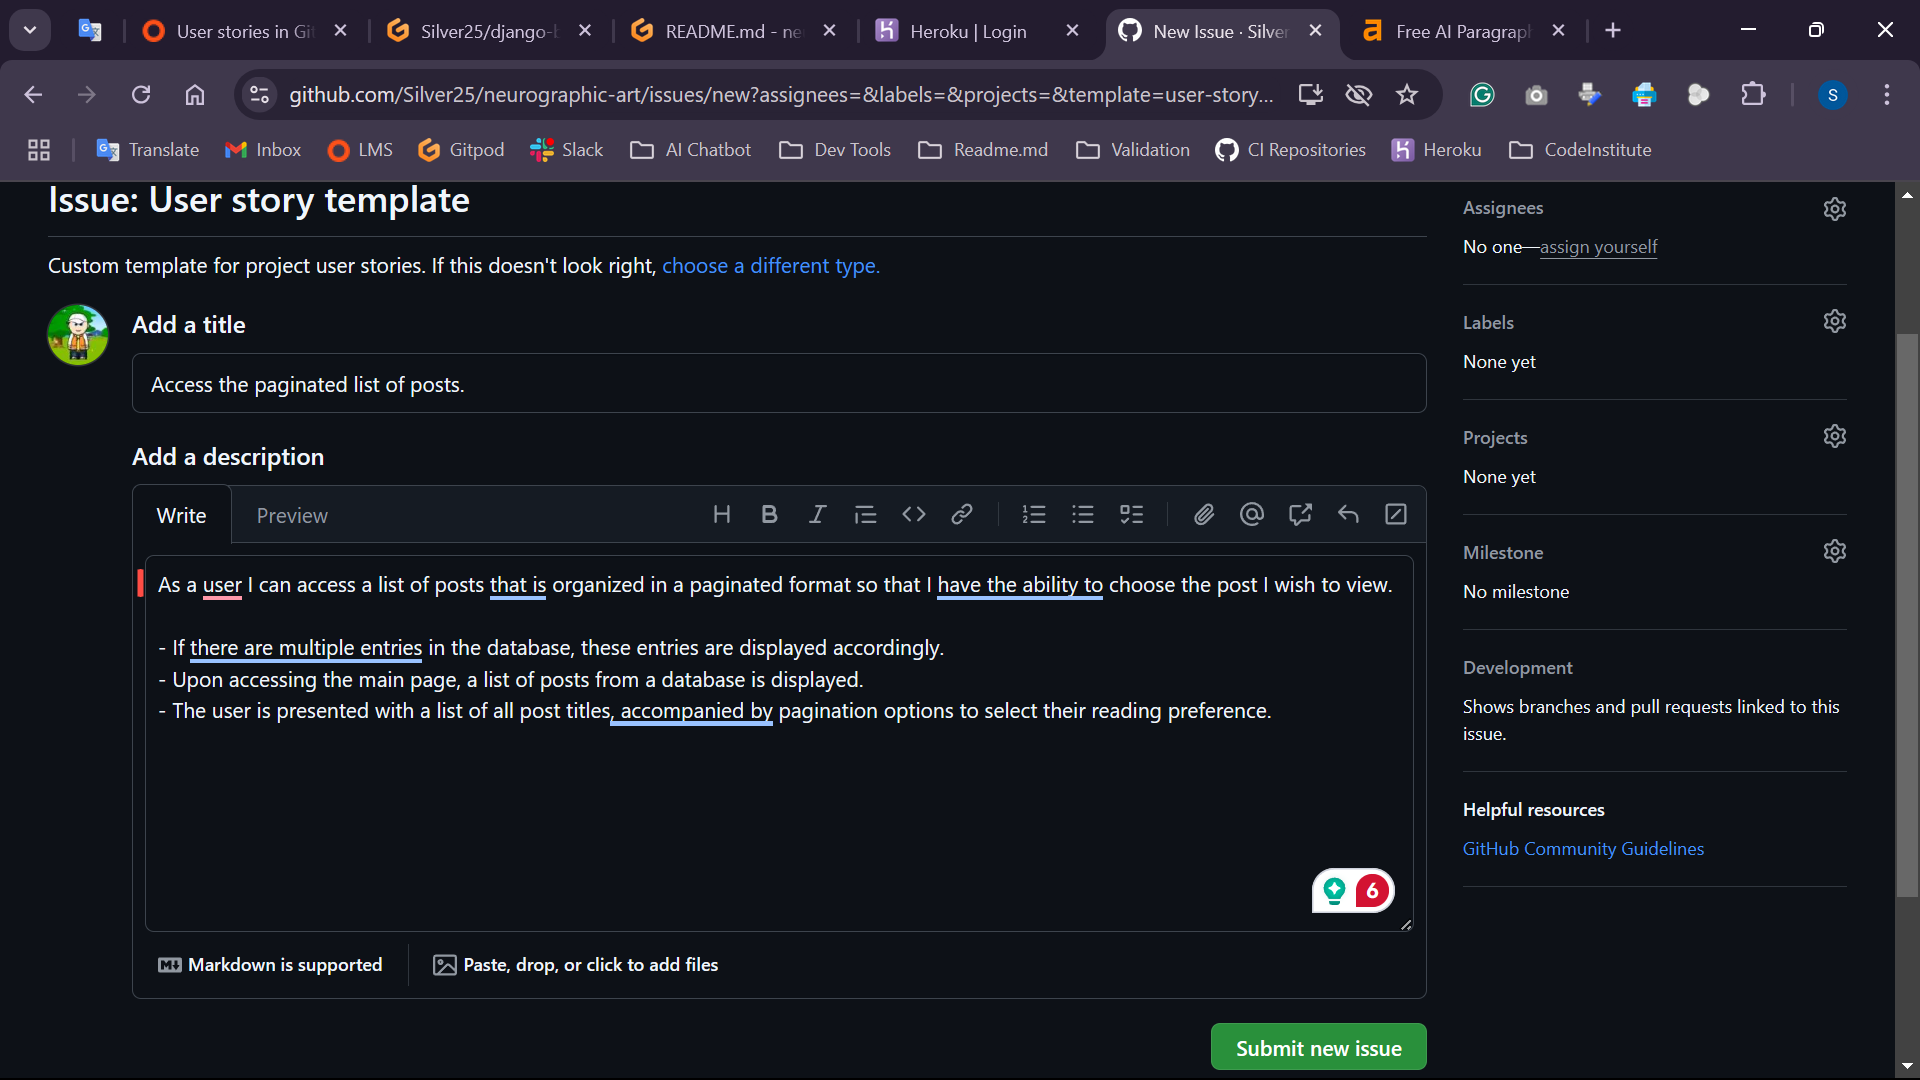 User stories in Git
Silver25/django-b
README.md - ne
Heroku | Login
New Issue · Silver
Free AI Paragraph
github.com/Silver25/neurographic-art/issues/new?assignees=&labels=&projects=&template=user-story...
S
Translate
Inbox
LMS
Gitpod
Slack
AI Chatbot
Dev Tools
Readme.md
Validation
CI Repositories
Heroku
CodeInstitute
Issue: User story template
Custom template for project user stories. If this doesn't look right, choose a different type.
Add a title
Access the paginated list of posts.
Add a description
Write
Preview
As a user I can access a list of posts that is organized in a paginated format so that I have the ability to choose the post I wish to view.
- If there are multiple entries in the database, these entries are displayed accordingly.
- Upon accessing the main page, a list of posts from a database is displayed.
- The user is presented with a list of all post titles, accompanied by pagination options to select their reading preference.
6
Markdown is supported
Paste, drop, or click to add files
Submit new issue
Assignees
No one—assign yourself
Labels
None yet
Projects
None yet
Milestone
No milestone
Development
Shows branches and pull requests linked to this
issue.
Helpful resources
GitHub Community Guidelines